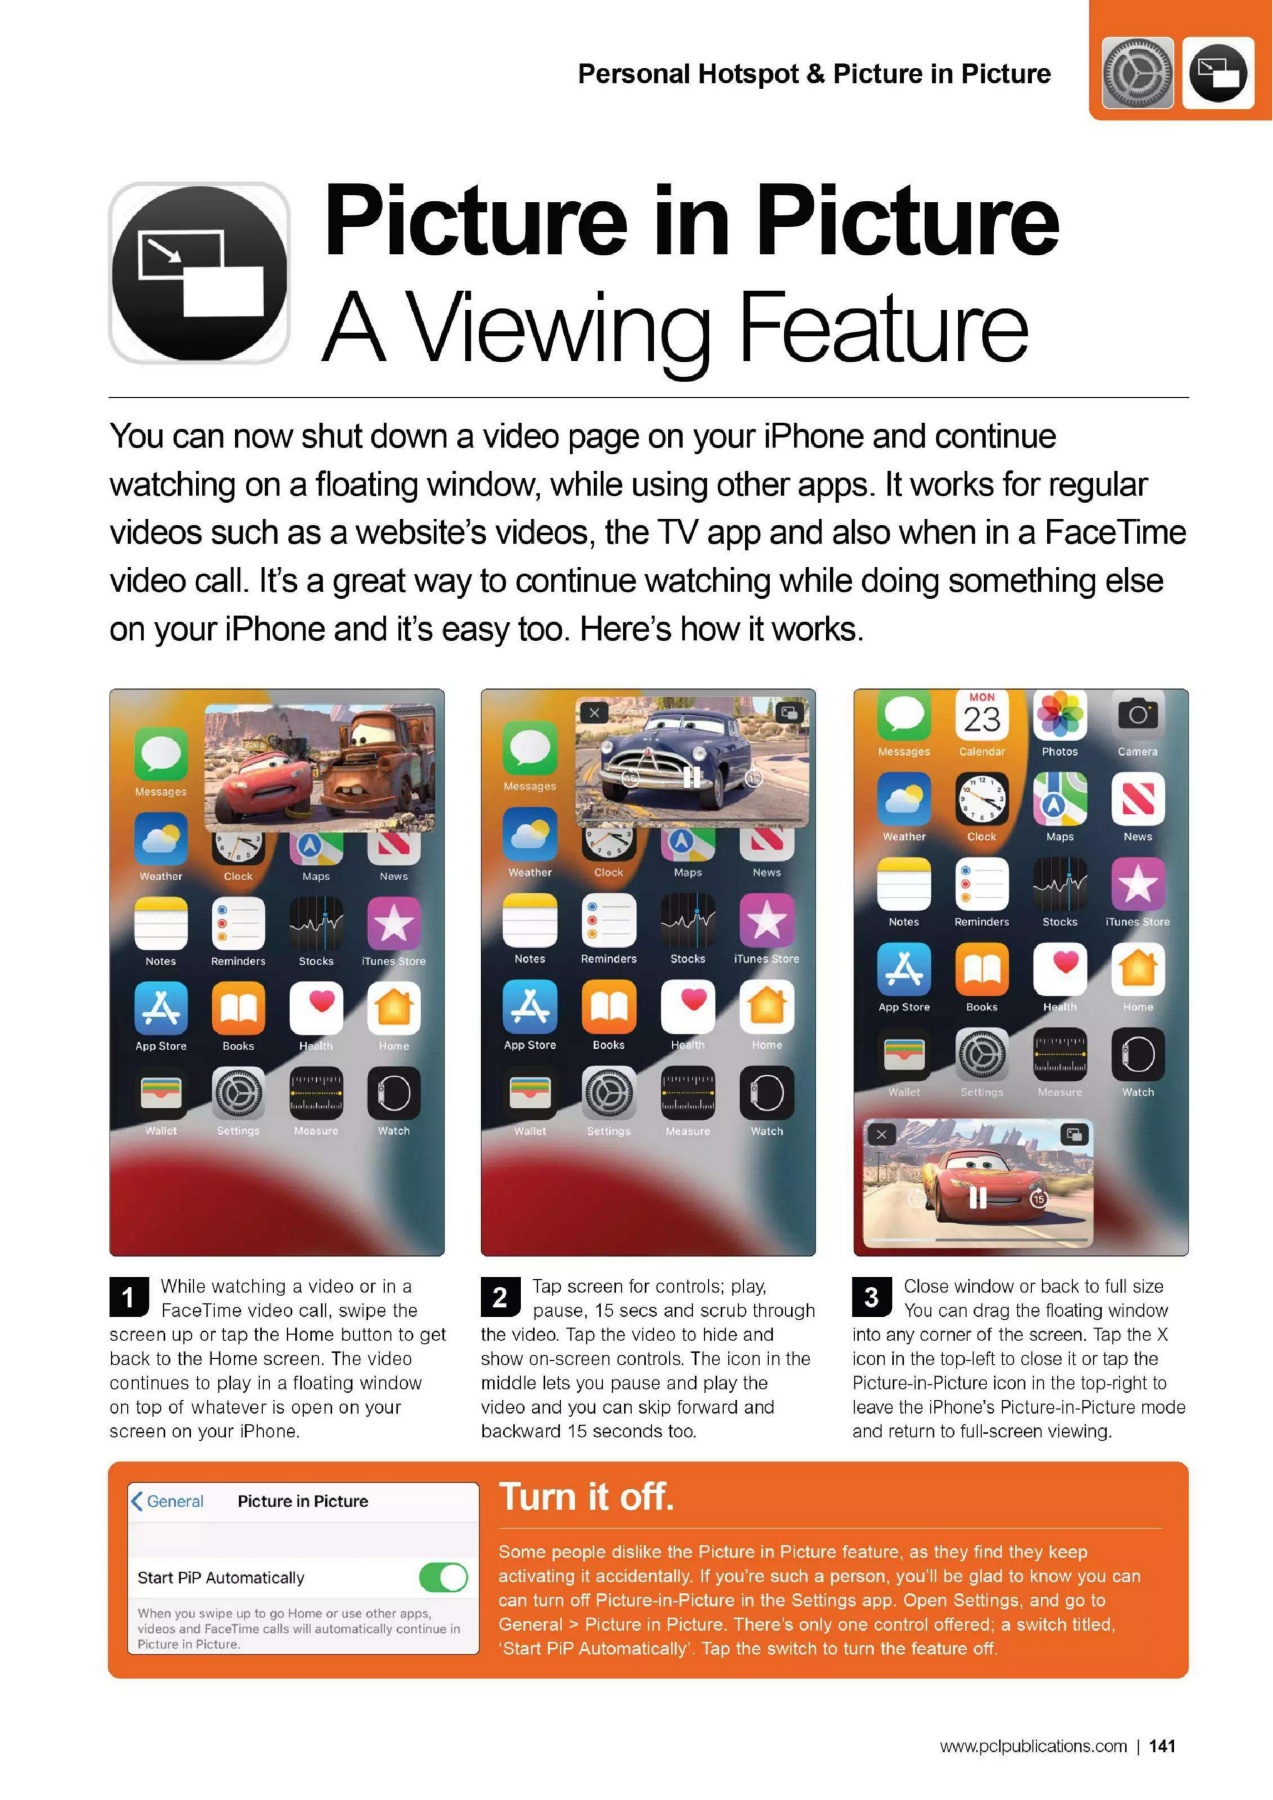 Personal Hotspot & Picture in Picture
Picture in Picture
A Viewing Feature
You can now shut down a video page on your iPhone and continue
watching on a floating window, while using other apps. It works for regular
videos such as a website's videos, the TV app and also when in a FaceTime
video call. It's a great way to continue watching while doing something else
on your iPhone and it's easy too. Here's how it works.
Messages
Weather Clock Maps News
Notes Reminders Stocks iTunes Store
App Store Books Health Home
Wallet Settings Measure Watch
Messages
Weather Clock Maps News
Notes Reminders Stocks iTunes Store
App Store Books Health Home
Wallet Settings Measure Watch
MON
23
Messages Calendar Photos Camera
Weather Clock Maps News
Notes Reminders Stocks iTunes Store
App Store Books Health Home
Wallet Settings Measure Watch
15
1 While watching a video or in a
FaceTime video call, swipe the
screen up or tap the Home button to get
back to the Home screen. The video
continues to play in a floating window
on top of whatever is open on your
screen on your iPhone.
2 Tap screen for controls; play,
pause, 15 secs and scrub through
the video. Tap the video to hide and
show on-screen controls. The icon in the
middle lets you pause and play the
video and you can skip forward and
backward 15 seconds too.
3 Close window or back to full size
You can drag the floating window
into any corner of the screen. Tap the X
icon in the top-left to close it or tap the
Picture-in-Picture icon in the top-right to
leave the iPhone's Picture-in-Picture mode
and return to full-screen viewing.
General Picture in Picture
Start PiP Automatically
When you swipe up to go Home or use other apps,
videos and FaceTime calls will automatically continue in
Picture in Picture.
Turn it off.
Some people dislike the Picture in Picture feature, as they find they keep
activating it accidentally. If you're such a person, you'll be glad to know you can
can turn off Picture-in-Picture in the Settings app. Open Settings, and go to
General > Picture in Picture. There's only one control offered; a switch titled,
'Start PiP Automatically'. Tap the switch to turn the feature off.
www.pclpublications.com | 141